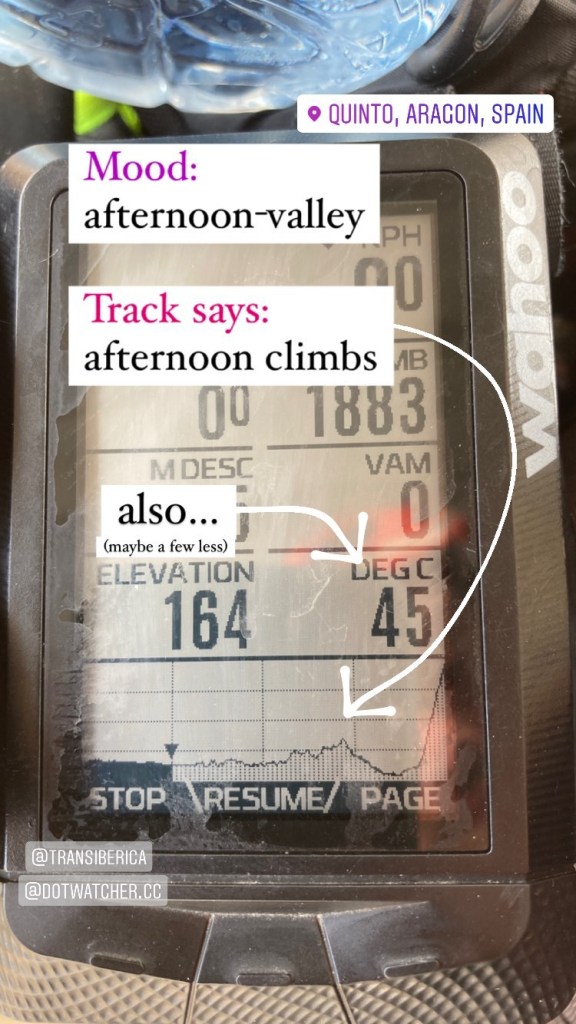 QUINTO, ARAGON, SPAIN
Mood:
afternoon-valley
KPH
00
Track says:
afternoon climbs
00 1883
M DESC VAM
0
also...
(maybe a few less)
ELEVATION DEG C
164 45
STOP RESUME PAGE
wahoo
@TRANSIBERICA
@DOTWATCHER.CC